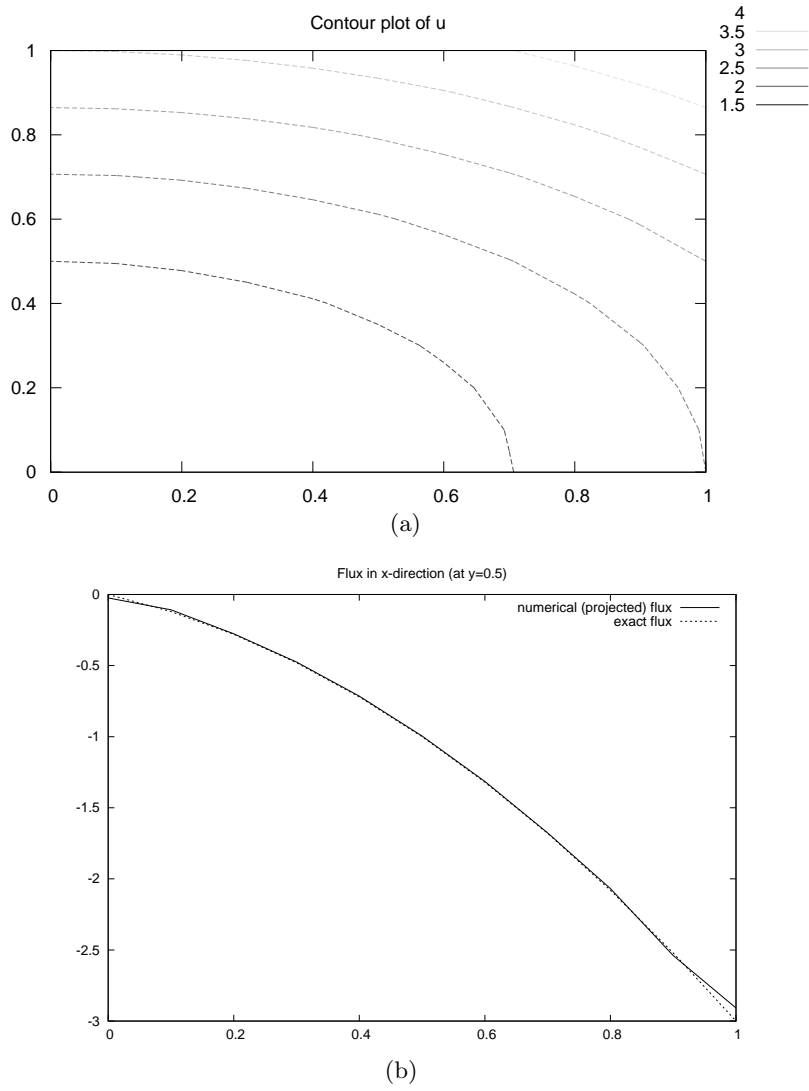 Contour plot of u
4
3.5
3
2.5
2
1.5
1
0.8
0.6
0.4
0.2
0
0 0.2 0.4 0.6 0.8 1
(a)
Flux in x-direction (at y=0.5)
numerical (projected) flux
exact flux
0
-0.5
-1
-1.5
-2
-2.5
-3
0 0.2 0.4 0.6 0.8 1
(b)